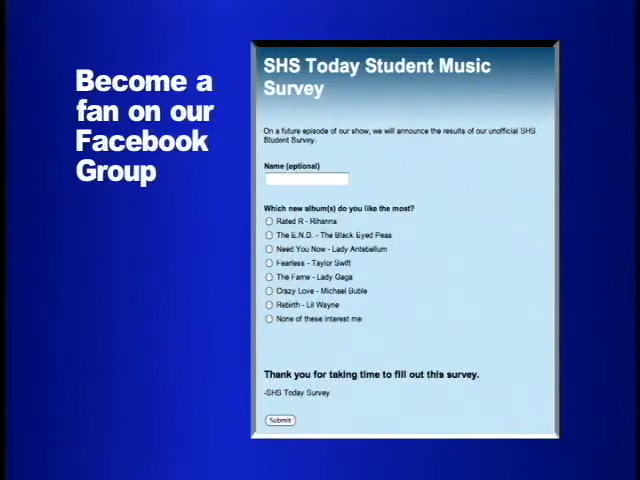 Become a
fan on our
Facebook
Group
SHS Today Student Music
Survey
On a future episode of our show, we will announce the results of our unofficial SHS
Student Survey.
Name (optional)
Which new album(s) do you like the most?
Rated R - Rihanna
The E.N.D. - The Black Eyed Peas
Need You Now - Lady Antebellum
Fearless - Taylor Swift
The Fame - Lady Gaga
Crazy Love - Michael Buble
Rebirth - Lil Wayne
None of these interest me
Thank you for taking time to fill out this survey.
-SHS Today Survey
Submit